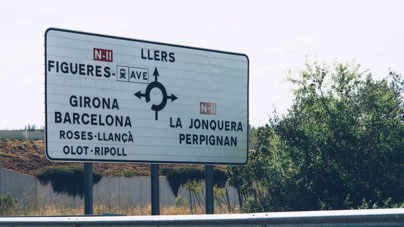 N-II LLERS
FIGUERES- AVE
GIRONA
BARCELONA
ROSES-LLANÇÀ
OLOT-RIPOLL
N-II
LA JONQUERA
PERPIGNAN